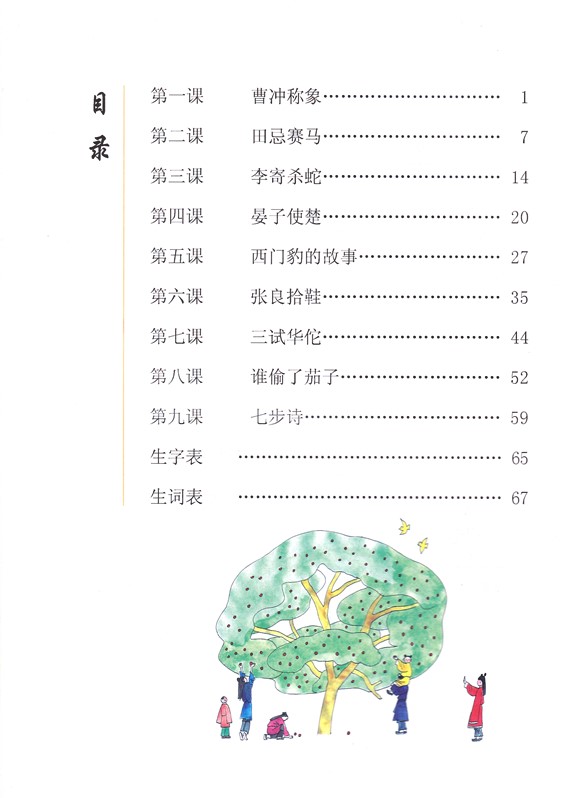 目录
第一课 曹冲称象 1
第二课 田忌赛马 7
第三课 李寄杀蛇 14
第四课 晏子使楚 20
第五课 西门豹的故事 27
第六课 张良拾鞋 35
第七课 三试华佗 44
第八课 谁偷了茄子 52
第九课 七步诗 59
生字表 65
生词表 67